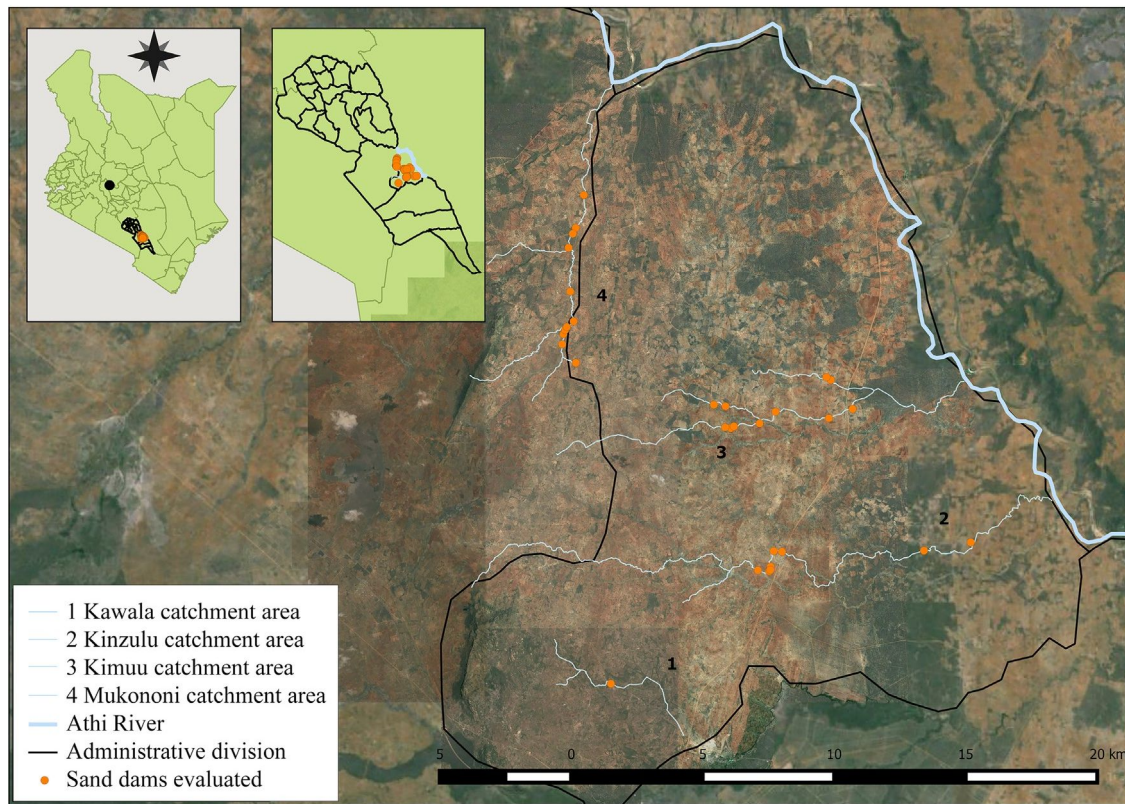 4
3
2
1
1 Kawala catchment area
2 Kinzulu catchment area
3 Kimuu catchment area
4 Mukononi catchment area
Athi River
Administrative division
Sand dams evaluated
5 0 5 10 15 20 km